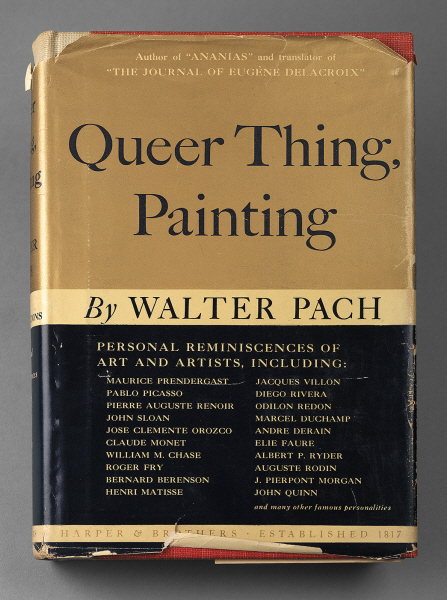 Author of "ANANIAS" and translator of
"THE JOURNAL OF EUGÈNE DELACROIX"
Queer Thing,
Painting
By WALTER PACH
PERSONAL REMINISCENCES OF
ART AND ARTISTS, INCLUDING:
MAURICE PRENDERGAST
PABLO PICASSO
PIERRE AUGUSTE RENOIR
JOHN SLOAN
JOSE CLEMENTE OROZCO
CLAUDE MONET
WILLIAM M. CHASE
ROGER FRY
BERNARD BERENSON
HENRI MATISSE
JACQUES VILLON
DIEGO RIVERA
ODILON REDON
MARCEL DUCHAMP
ANDRE DERAIN
ELIE FAURE
ALBERT P. RYDER
AUGUSTE RODIN
J. PIERPONT MORGAN
JOHN QUINN
and many other famous personalities
HARPER & BROTHERS · ESTABLISHED 1817